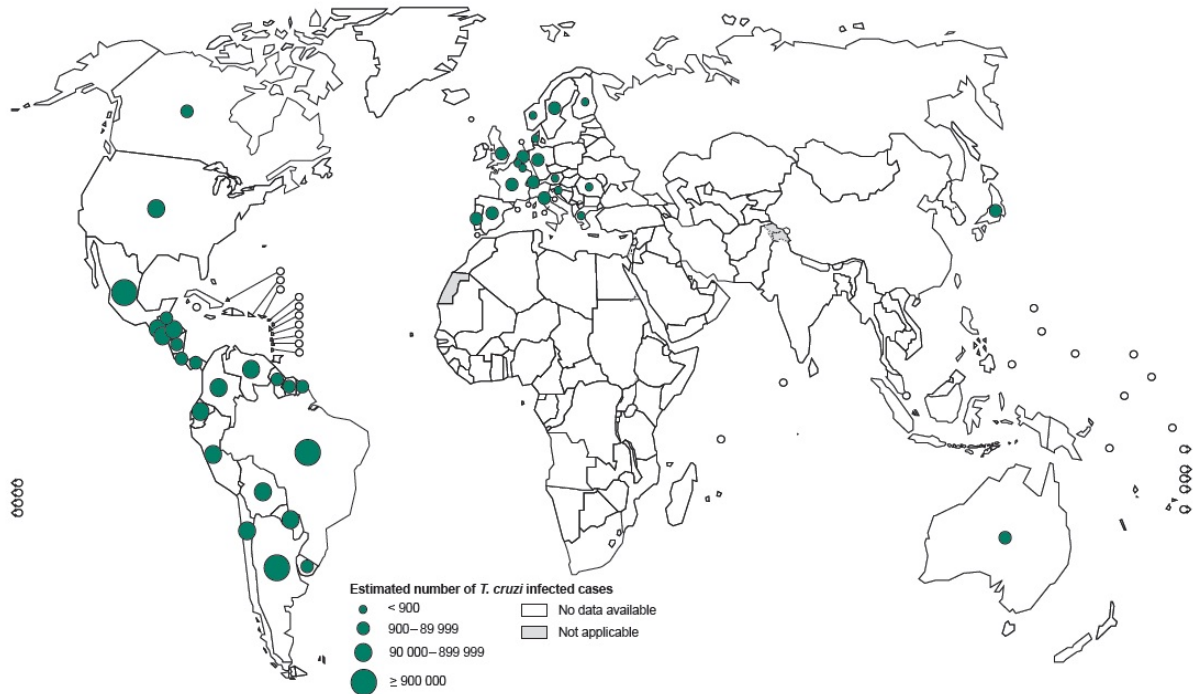 Estimated number of T. cruzi infected cases
< 900
900–89 999
90 000–899 999
≥ 900 000
No data available
Not applicable